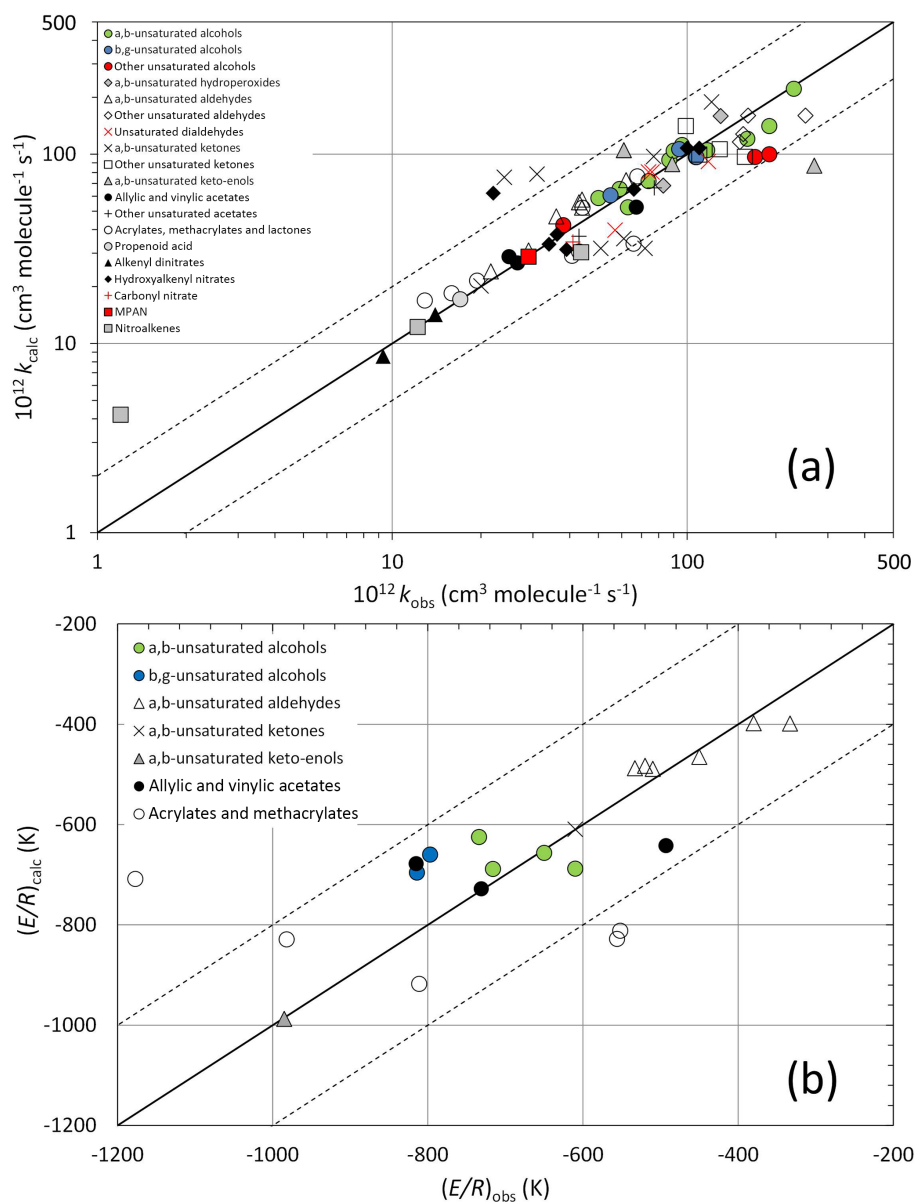 500
100
10
1
10¹² k_calc (cm³ molecule⁻¹ s⁻¹)
a,b-unsaturated alcohols
b,g-unsaturated alcohols
Other unsaturated alcohols
a,b-unsaturated hydroperoxides
a,b-unsaturated aldehydes
Other unsaturated aldehydes
Unsaturated dialdehydes
a,b-unsaturated ketones
Other unsaturated ketones
a,b-unsaturated keto-enols
Allylic and vinylic acetates
Other unsaturated acetates
Acrylates, methacrylates and lactones
Propenoid acid
Alkenyl dinitrates
Hydroxyalkenyl nitrates
Carbonyl nitrate
MPAN
Nitroalkenes
(a)
1 10 100 500
10¹² k_obs (cm³ molecule⁻¹ s⁻¹)
-200
-400
-600
-800
-1000
-1200
(E/R)_calc (K)
a,b-unsaturated alcohols
b,g-unsaturated alcohols
a,b-unsaturated aldehydes
a,b-unsaturated ketones
a,b-unsaturated keto-enols
Allylic and vinylic acetates
Acrylates and methacrylates
(b)
-1200 -1000 -800 -600 -400 -200
(E/R)_obs (K)